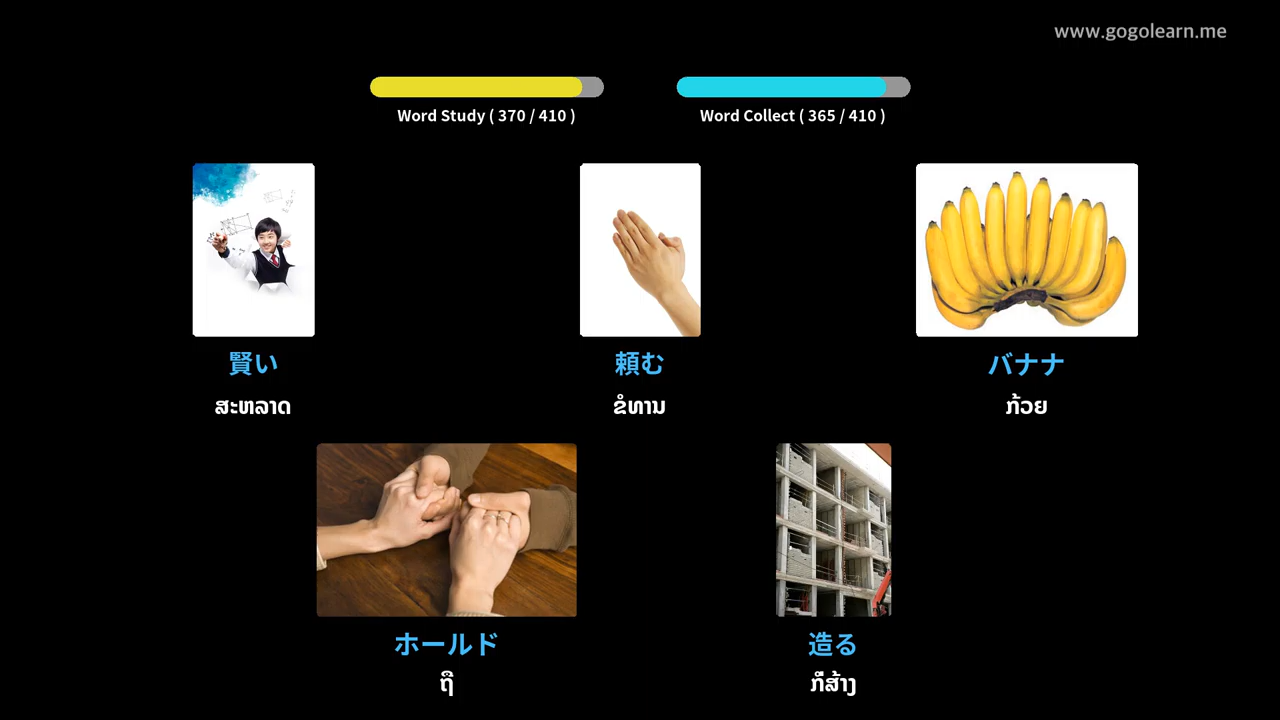 www.gogolearn.me
Word Study ( 370 / 410 )
Word Collect ( 365 / 410 )
賢い
頼む
バナナ
ສະຫລາດ
ຂໍທານ
ກ້ວຍ
ホールド
造る
ຖື
ກໍ່ສ້າງ